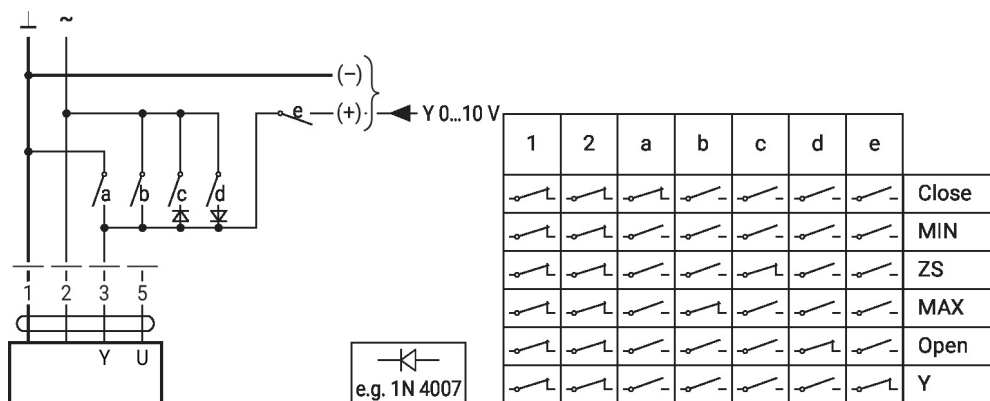 ⊥ ~
(–)
e (+) Y 0...10 V
a b c d
1 2 3 5
Y U
e.g. 1N 4007
1 2 a b c d e
Close
MIN
ZS
MAX
Open
Y